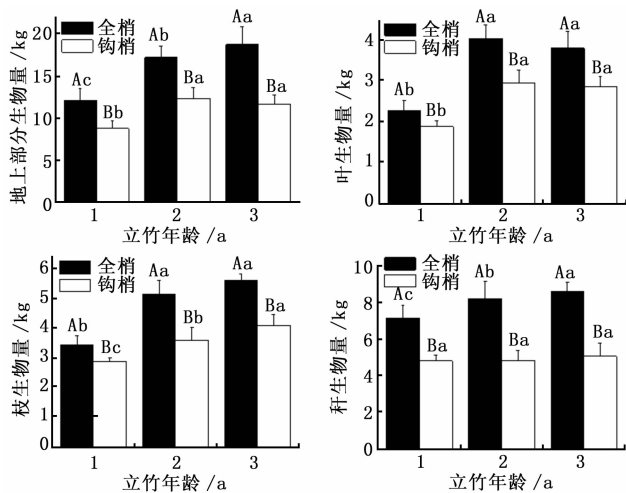 地上部分生物量/kg
20
15
10
5
0
全梢
钩梢
Ac
Bb
Ab
Ba
Aa
Ba
1 2 3
立竹年龄/a
叶生物量/kg
4
3
2
1
0
全梢
钩梢
Ab
Bb
Aa
Ba
Aa
Ba
1 2 3
立竹年龄/a
枝生物量/kg
6
5
4
3
2
1
0
全梢
钩梢
Ab
Bc
Aa
Bb
Aa
Ba
1 2 3
立竹年龄/a
秆生物量/kg
10
8
6
4
2
0
全梢
钩梢
Ac
Ba
Ab
Ba
Aa
Ba
1 2 3
立竹年龄/a